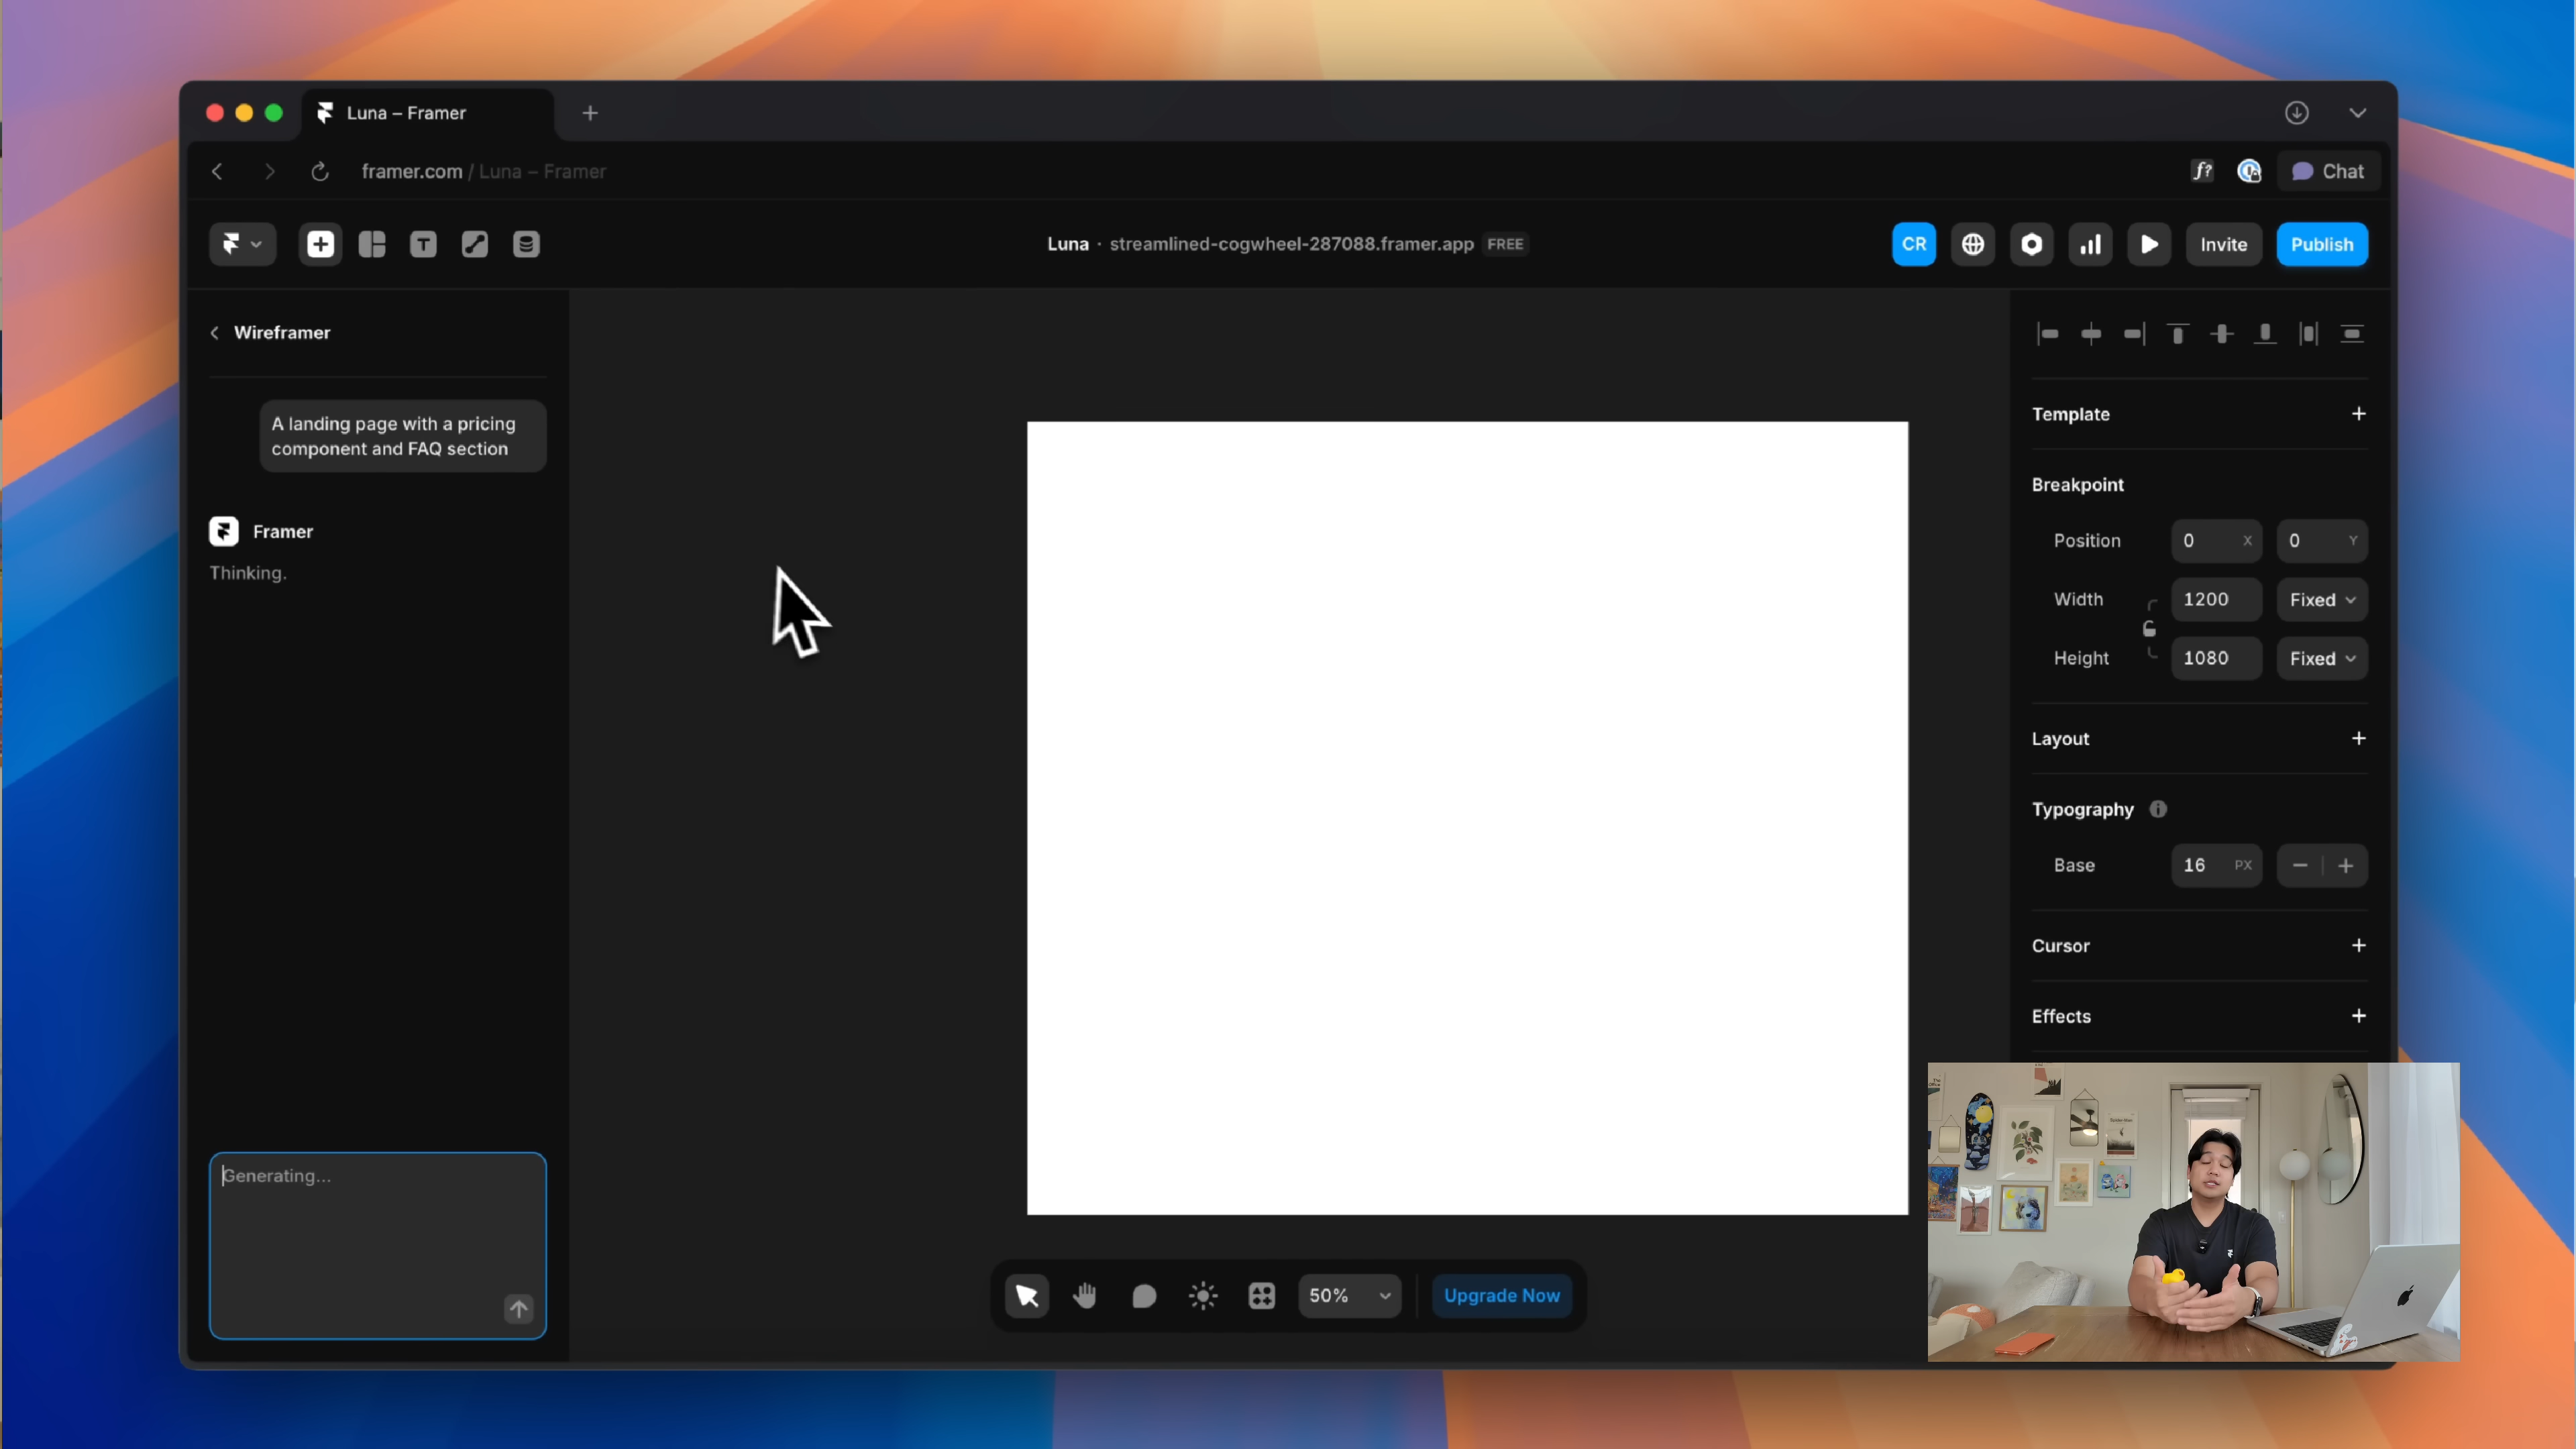 Luna – Framer
framer.com / Luna – Framer
f?
Chat
Luna · streamlined-cogwheel-287088.framer.app FREE
CR
Invite
Publish
Wireframer
A landing page with a pricing
component and FAQ section
Framer
Thinking.
Generating...
50%
Upgrade Now
Template
Breakpoint
Position 0 X 0 Y
Width 1200 Fixed
Height 1080 Fixed
Layout
Typography
Base 16 PX
Cursor
Effects